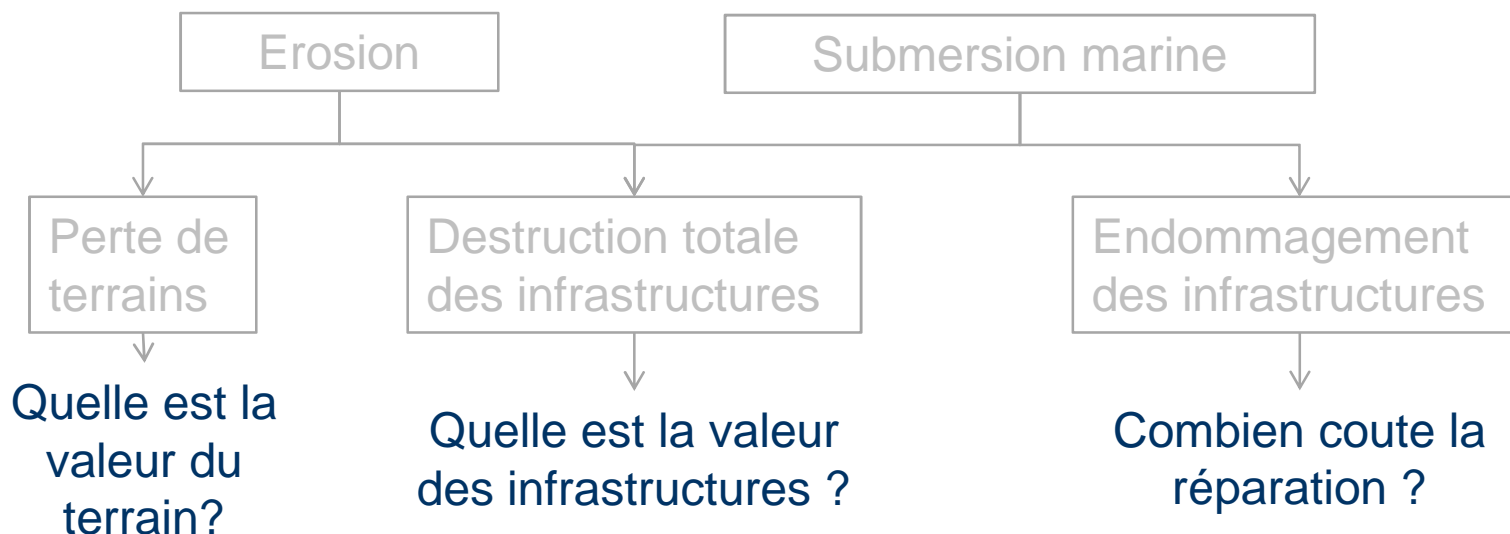 Erosion
Submersion marine
Perte de
terrains
Destruction totale
des infrastructures
Endommagement
des infrastructures
Quelle est la
valeur du
terrain?
Quelle est la valeur
des infrastructures ?
Combien coute la
réparation ?